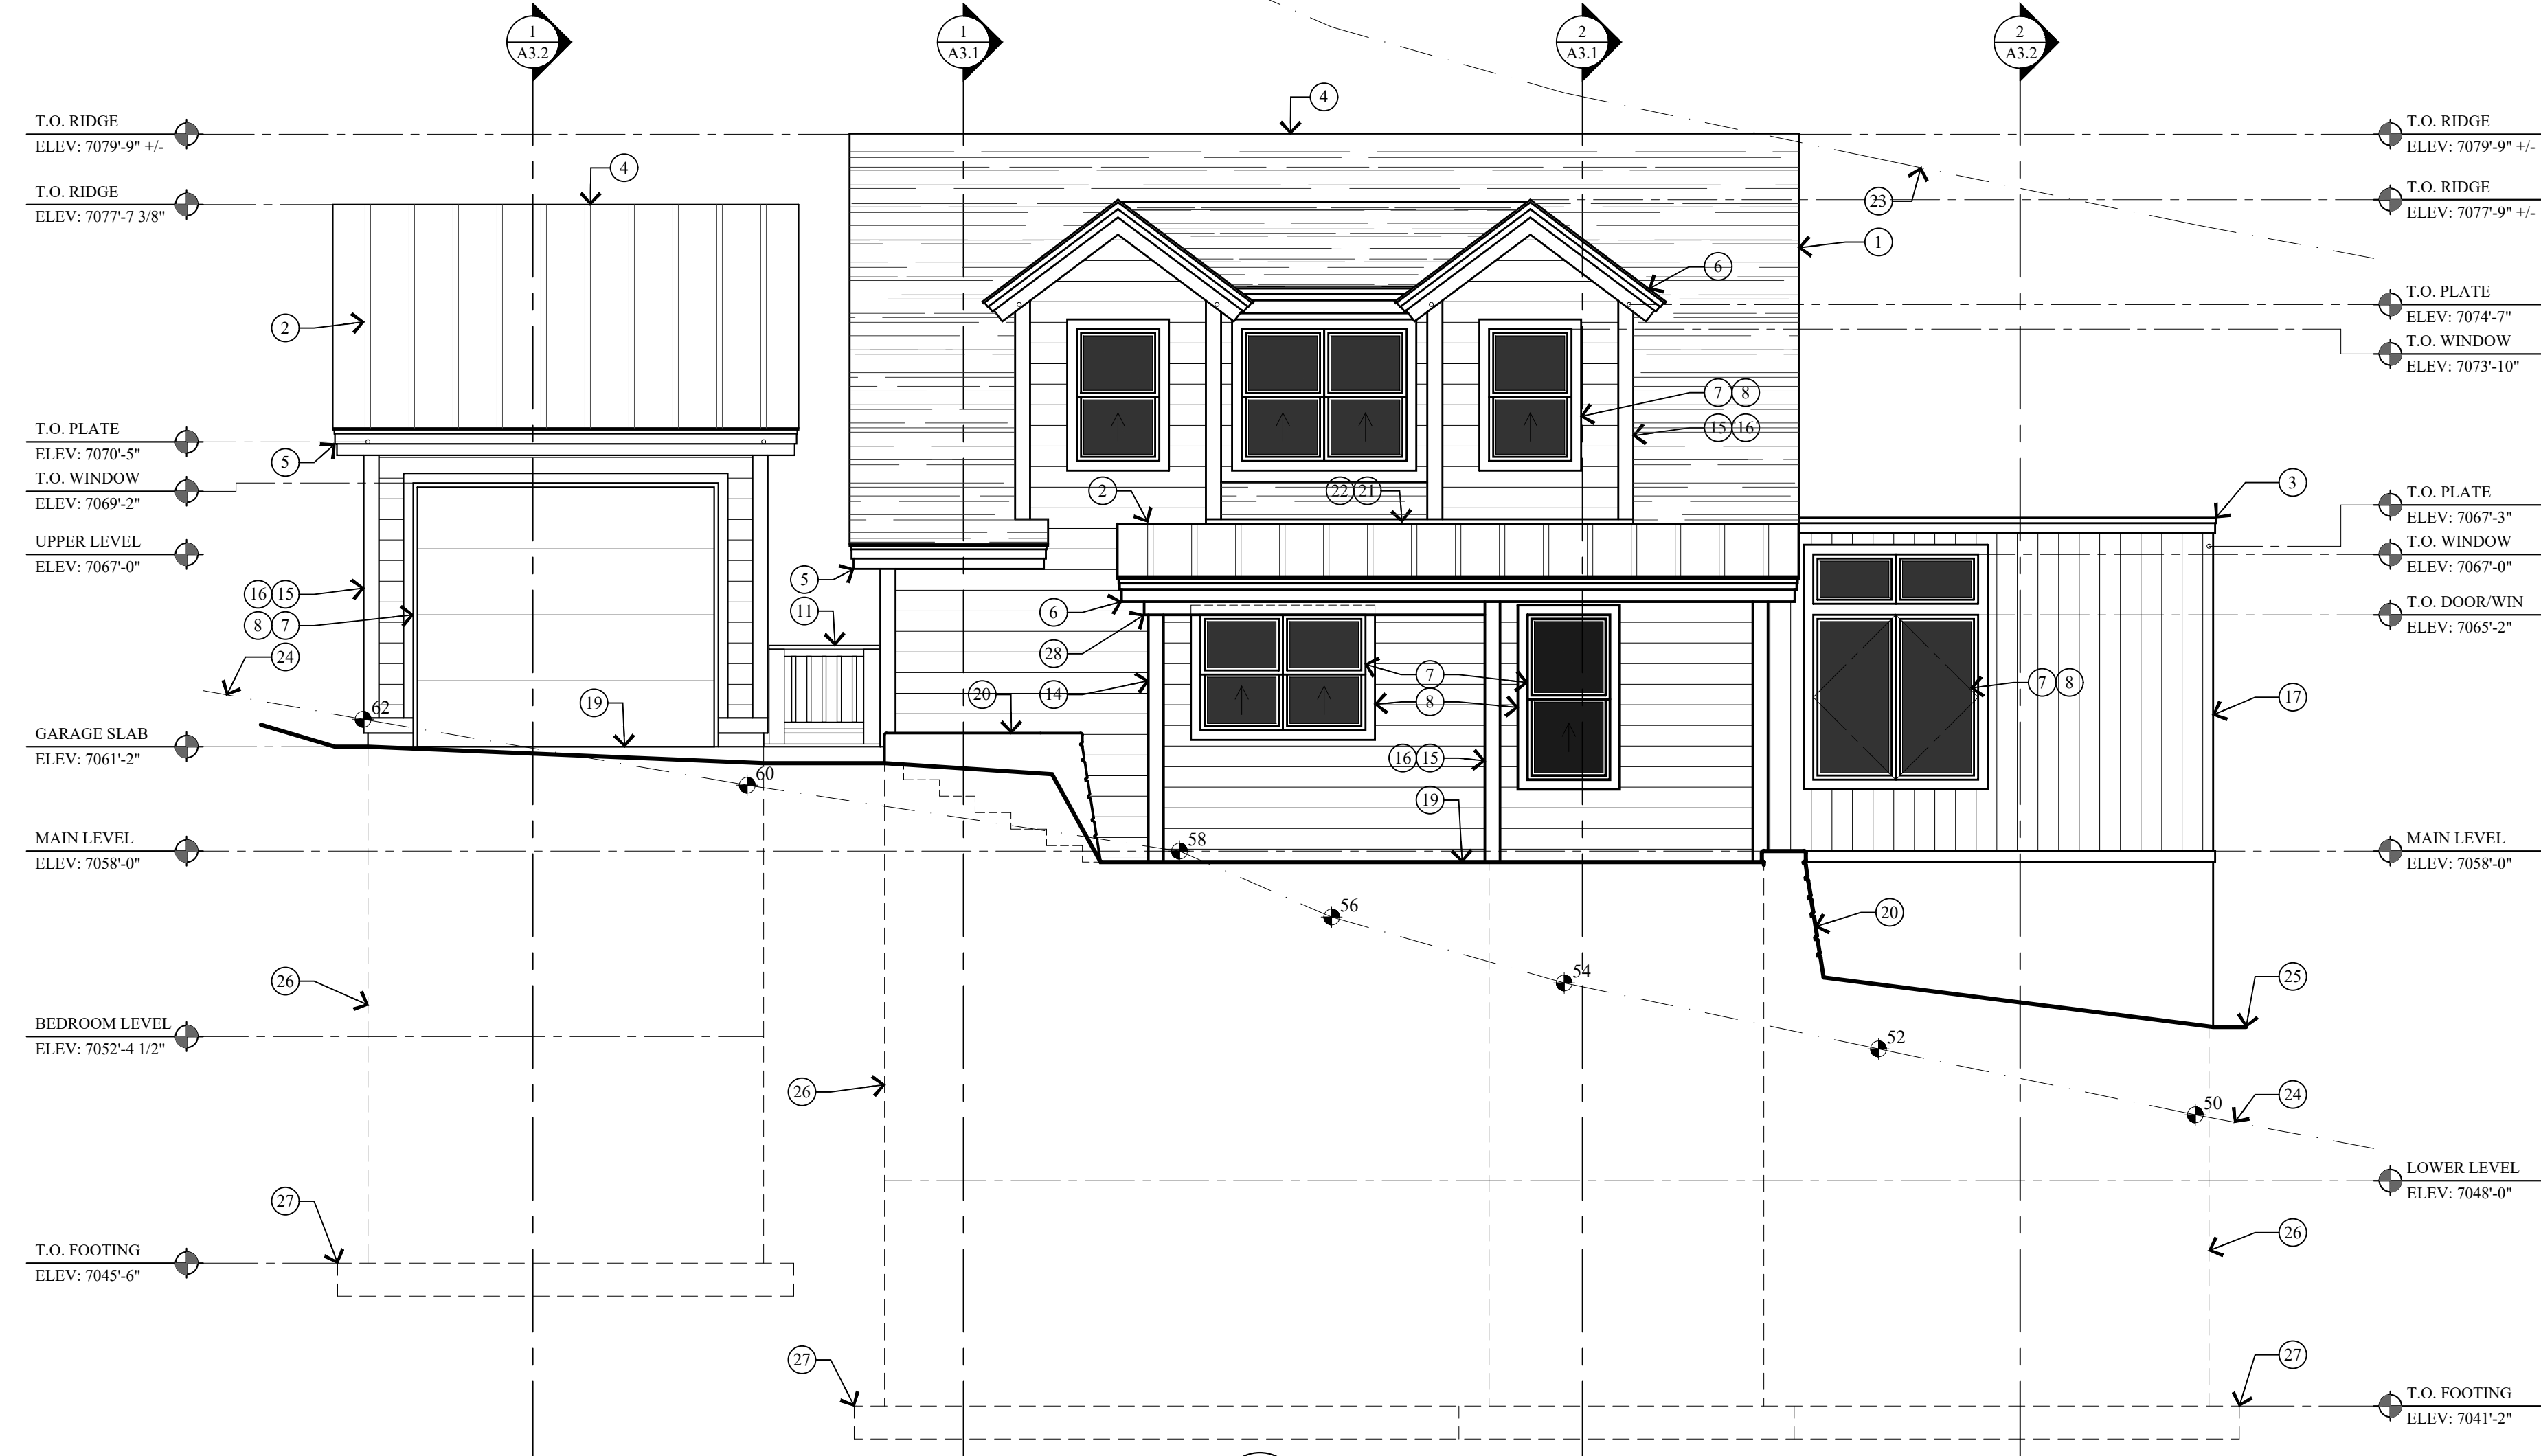 1
A3.2
1
A3.1
2
A3.1
2
A3.2
T.O. RIDGE
ELEV: 7079'-9" +/-
T.O. RIDGE
ELEV: 7077'-7 3/8"
T.O. PLATE
ELEV: 7070'-5"
T.O. WINDOW
ELEV: 7069'-2"
UPPER LEVEL
ELEV: 7067'-0"
GARAGE SLAB
ELEV: 7061'-2"
MAIN LEVEL
ELEV: 7058'-0"
BEDROOM LEVEL
ELEV: 7052'-4 1/2"
T.O. FOOTING
ELEV: 7045'-6"
4
4
2
5
16 15
8 7
24
62
19
60
5
11
20
2
22 21
6
28
14
7
8
16 15
19
58
56
54
52
50
23
1
6
7 8
15 16
3
7 8
17
20
25
24
26
26
26
27
27
27
T.O. RIDGE
ELEV: 7079'-9" +/-
T.O. RIDGE
ELEV: 7077'-9" +/-
T.O. PLATE
ELEV: 7074'-7"
T.O. WINDOW
ELEV: 7073'-10"
T.O. PLATE
ELEV: 7067'-3"
T.O. WINDOW
ELEV: 7067'-0"
T.O. DOOR/WIN
ELEV: 7065'-2"
MAIN LEVEL
ELEV: 7058'-0"
LOWER LEVEL
ELEV: 7048'-0"
T.O. FOOTING
ELEV: 7041'-2"